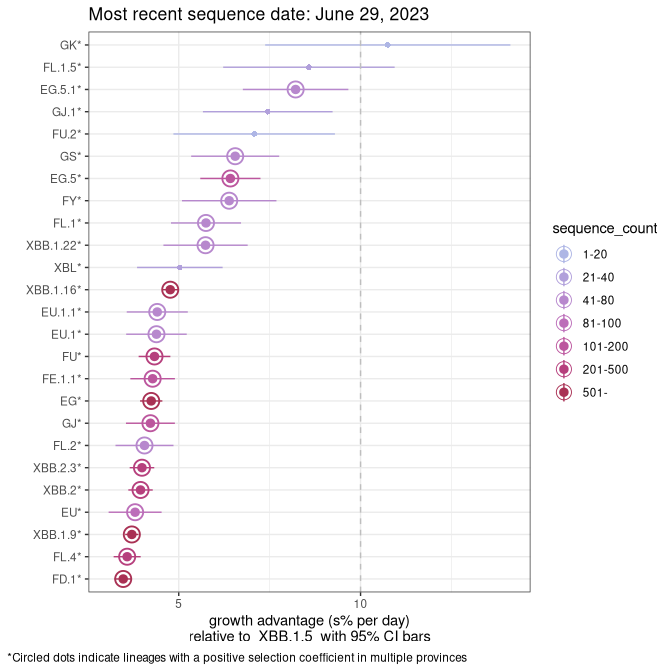 Most recent sequence date: June 29, 2023
GK*
FL.1.5*
EG.5.1*
GJ.1*
FU.2*
GS*
EG.5*
FY*
FL.1*
XBB.1.22*
XBL*
XBB.1.16*
EU.1.1*
EU.1*
FU*
FE.1.1*
EG*
GJ*
FL.2*
XBB.2.3*
XBB.2*
EU*
XBB.1.9*
FL.4*
FD.1*
5
10
growth advantage (s% per day)
relative to XBB.1.5 with 95% CI bars
sequence_count
1-20
21-40
41-80
81-100
101-200
201-500
501-
*Circled dots indicate lineages with a positive selection coefficient in multiple provinces